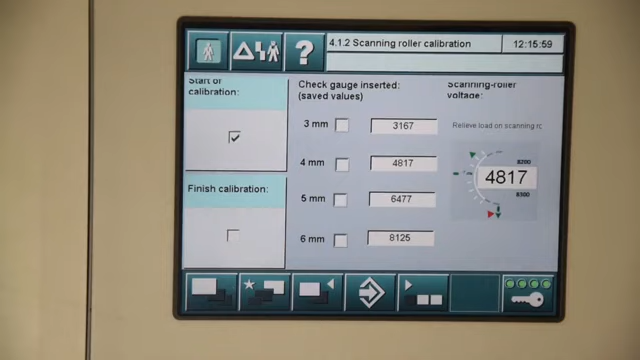 ?
4.1.2 Scanning roller calibration
12:15:59
Start of
calibration:
Finish calibration:
Check gauge inserted:
(saved values)
3 mm
3167
4 mm
4817
5 mm
6477
6 mm
8125
Scanning-roller
voltage:
Relieve load on scanning rc
8200
4817
8300